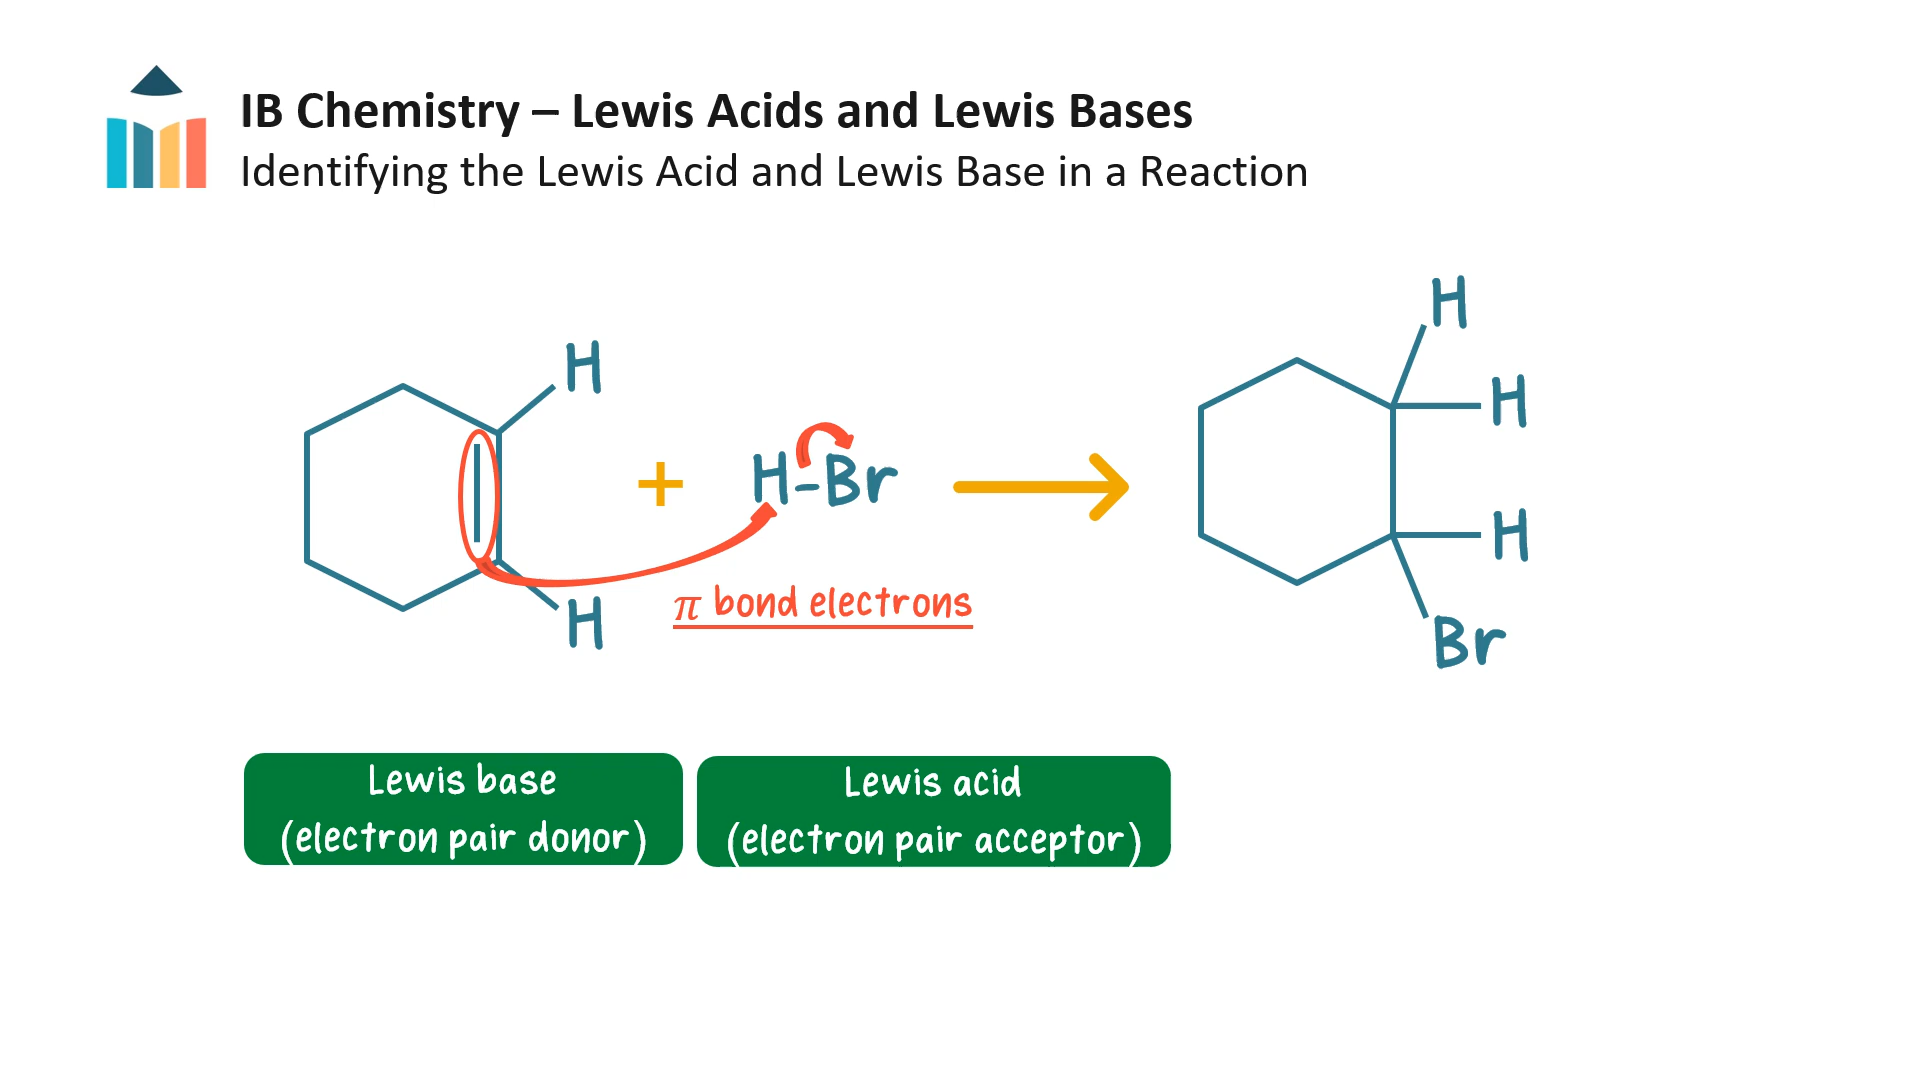 IB Chemistry – Lewis Acids and Lewis Bases
Identifying the Lewis Acid and Lewis Base in a Reaction
H
H
+
H-Br
H
H
H
Br
π bond electrons
Lewis base
(electron pair donor)
Lewis acid
(electron pair acceptor)